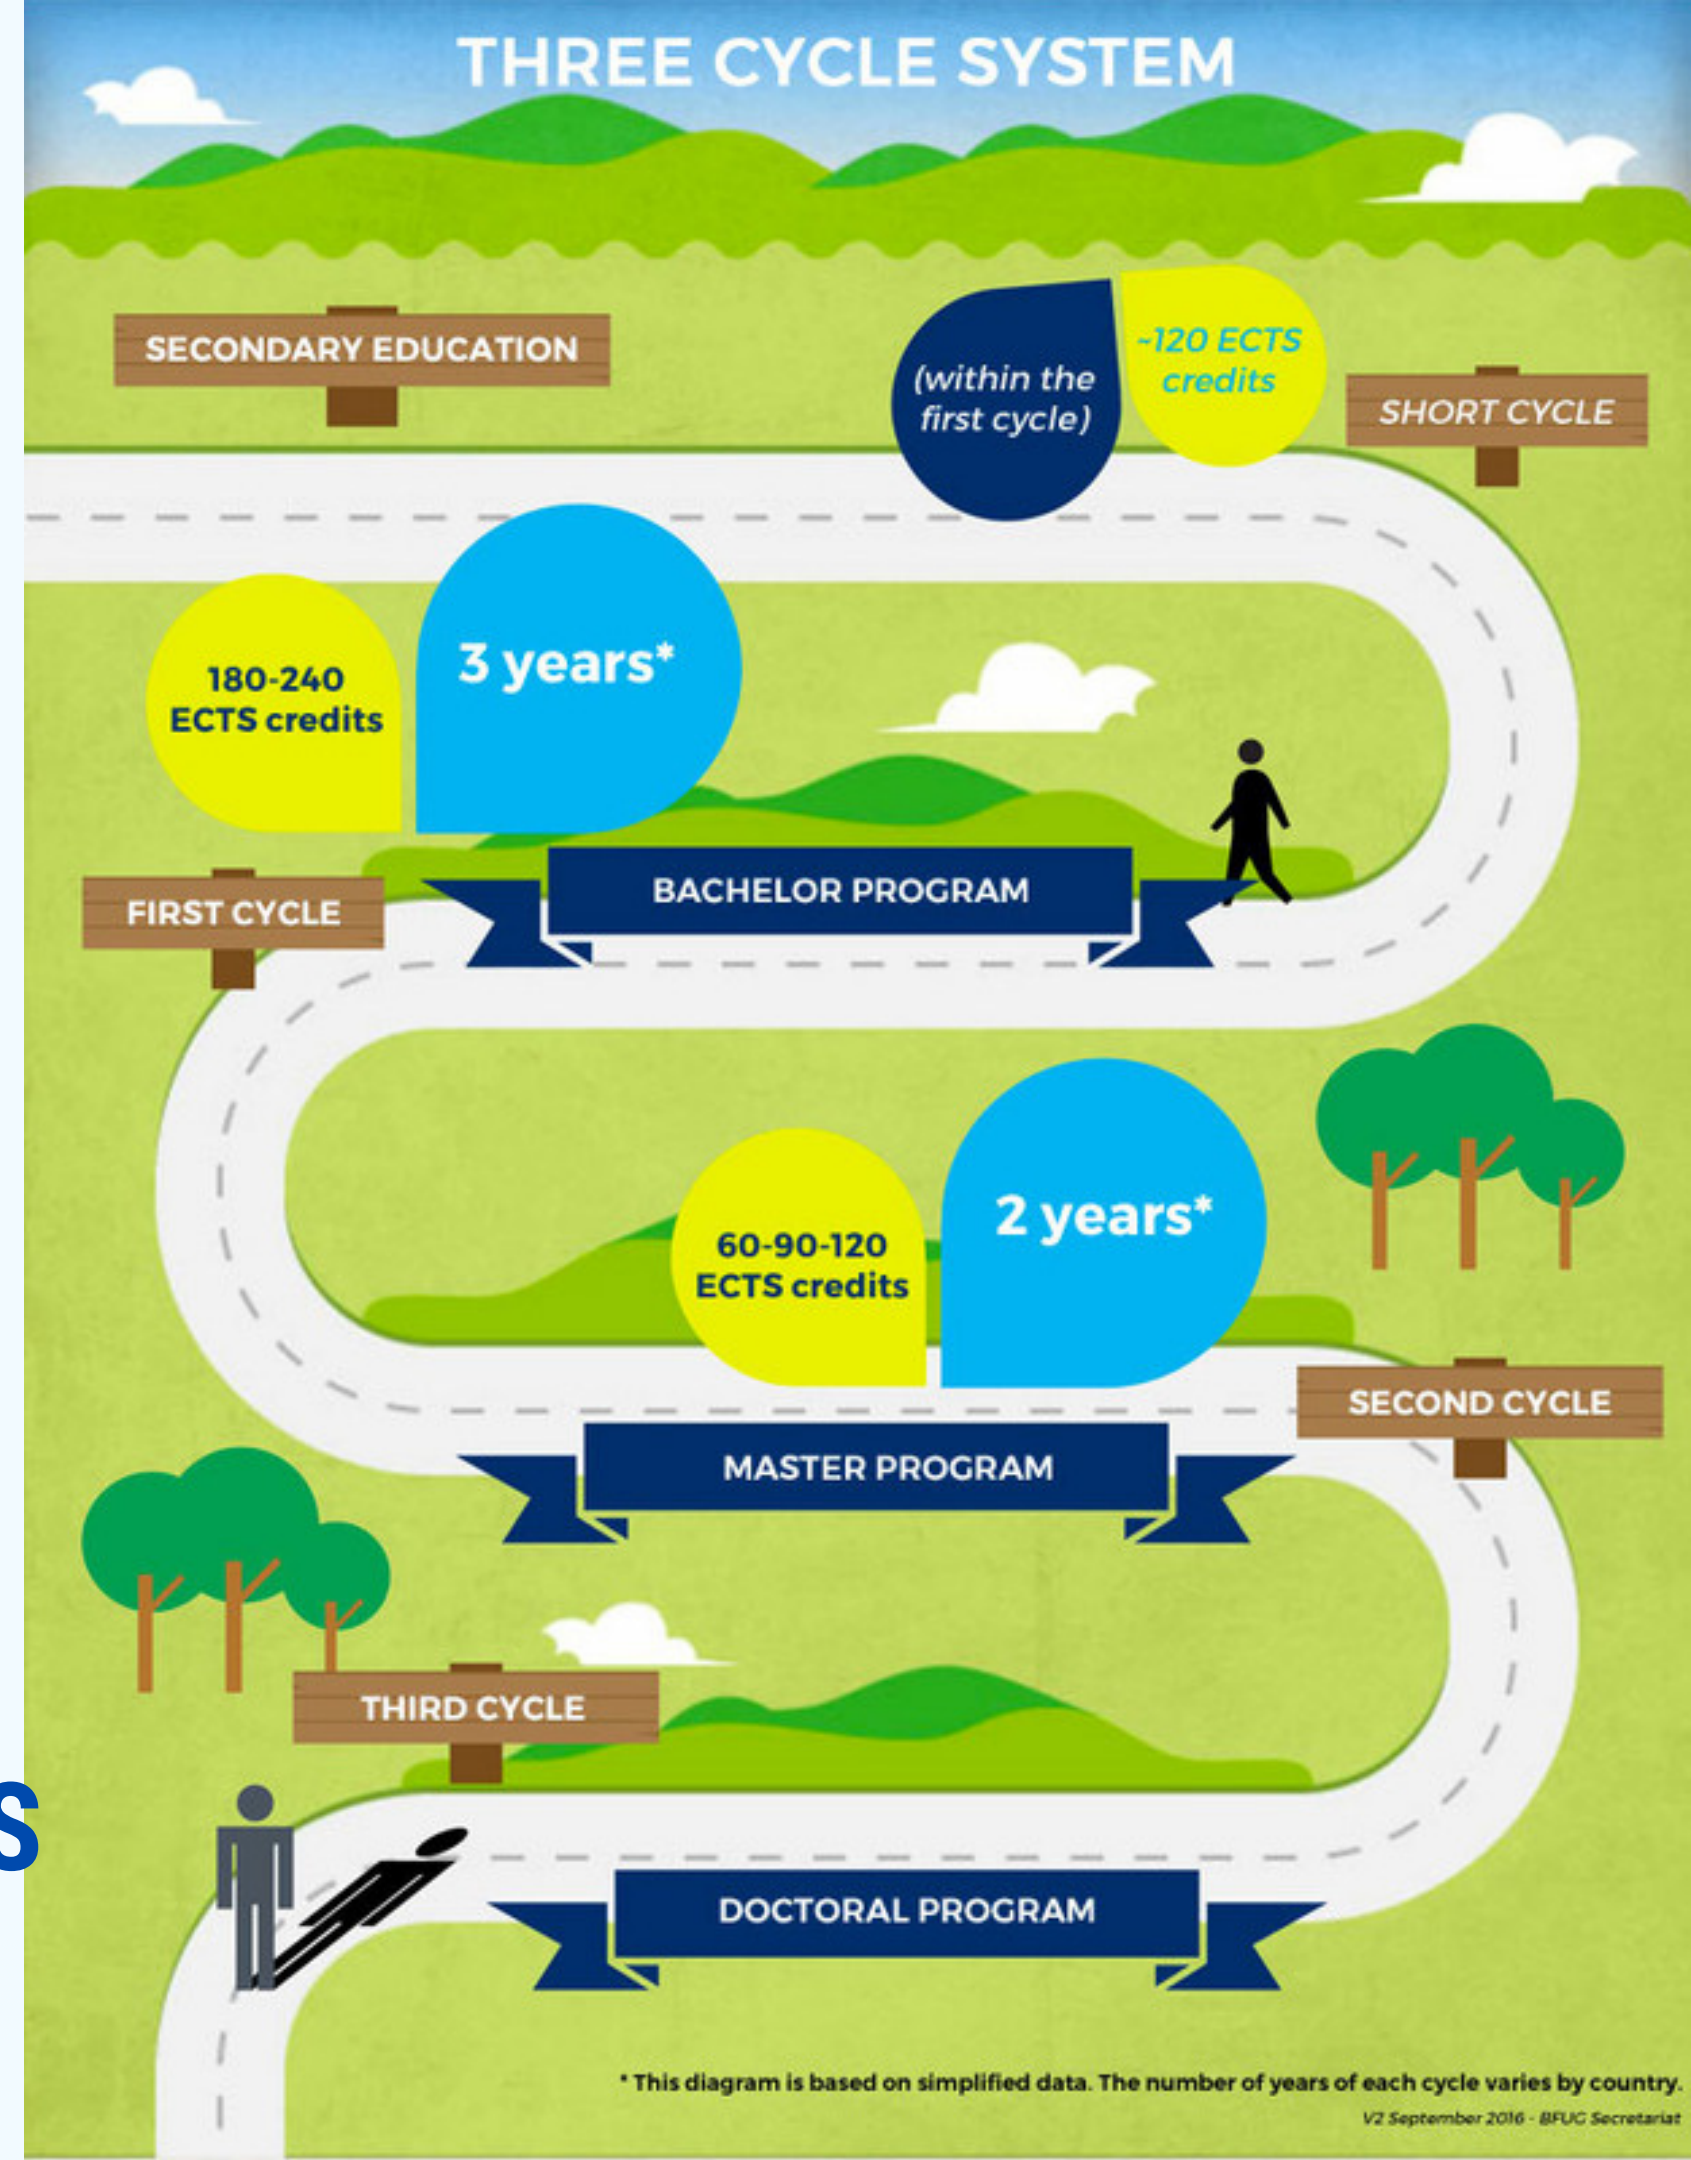 THREE CYCLE SYSTEM
SECONDARY EDUCATION
(within the
first cycle)
~120 ECTS
credits
SHORT CYCLE
180-240
ECTS credits
3 years*
FIRST CYCLE
BACHELOR PROGRAM
60-90-120
ECTS credits
2 years*
SECOND CYCLE
MASTER PROGRAM
THIRD CYCLE
S
DOCTORAL PROGRAM
* This diagram is based on simplified data. The number of years of each cycle varies by country.
V2 September 2016 - BFUG Secretariat